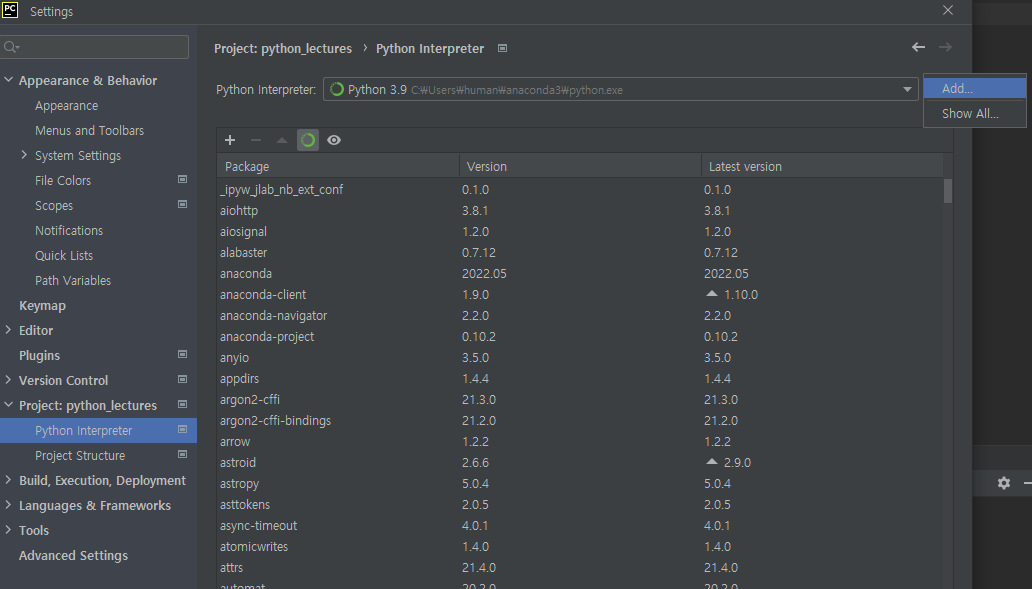 PC
Settings
Project: python_lectures › Python Interpreter
Python Interpreter: Python 3.9 C:₩Users₩human₩anaconda3₩python.exe
Add...
Show All...
Appearance & Behavior
Appearance
Menus and Toolbars
System Settings
File Colors
Scopes
Notifications
Quick Lists
Path Variables
Keymap
Editor
Plugins
Version Control
Project: python_lectures
Python Interpreter
Project Structure
Build, Execution, Deployment
Languages & Frameworks
Tools
Advanced Settings
Package Version Latest version
_ipyw_jlab_nb_ext_conf 0.1.0 0.1.0
aiohttp 3.8.1 3.8.1
aiosignal 1.2.0 1.2.0
alabaster 0.7.12 0.7.12
anaconda 2022.05 2022.05
anaconda-client 1.9.0 1.10.0
anaconda-navigator 2.2.0 2.2.0
anaconda-project 0.10.2 0.10.2
anyio 3.5.0 3.5.0
appdirs 1.4.4 1.4.4
argon2-cffi 21.3.0 21.3.0
argon2-cffi-bindings 21.2.0 21.2.0
arrow 1.2.2 1.2.2
astroid 2.6.6 2.9.0
astropy 5.0.4 5.0.4
asttokens 2.0.5 2.0.5
async-timeout 4.0.1 4.0.1
atomicwrites 1.4.0 1.4.0
attrs 21.4.0 21.4.0
automat 20.2.0 20.2.0